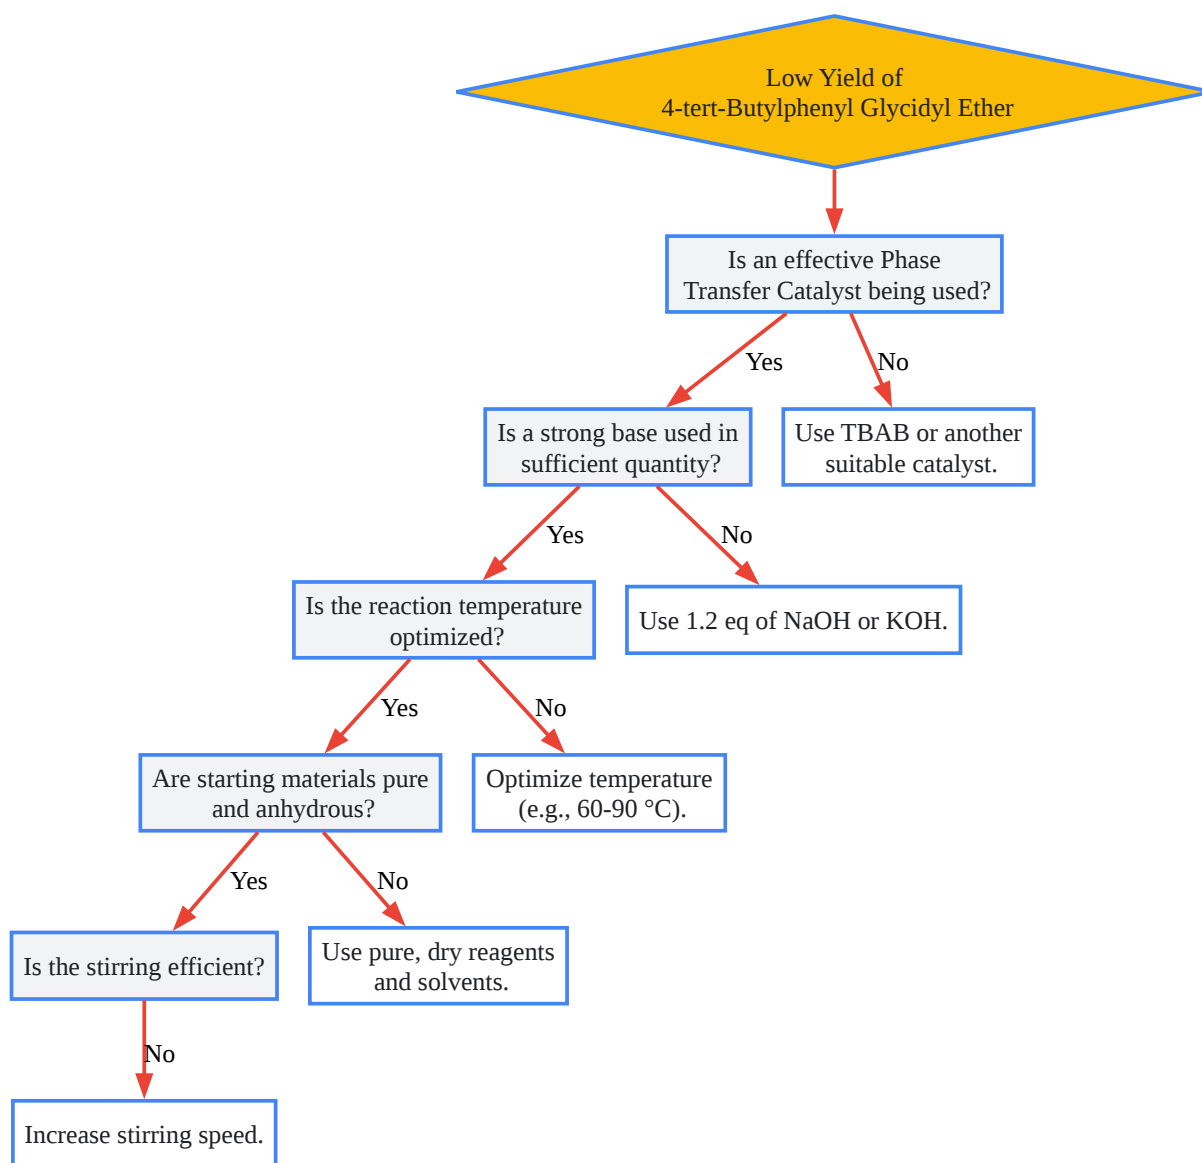 Low Yield of
4-tert-Butylphenyl Glycidyl Ether
Is an effective Phase
Transfer Catalyst being used?
Yes
No
Is a strong base used in
sufficient quantity?
Use TBAB or another
suitable catalyst.
Yes
No
Is the reaction temperature
optimized?
Use 1.2 eq of NaOH or KOH.
Yes
No
Are starting materials pure
and anhydrous?
Optimize temperature
(e.g., 60-90 °C).
Yes
No
Is the stirring efficient?
Use pure, dry reagents
and solvents.
No
Increase stirring speed.